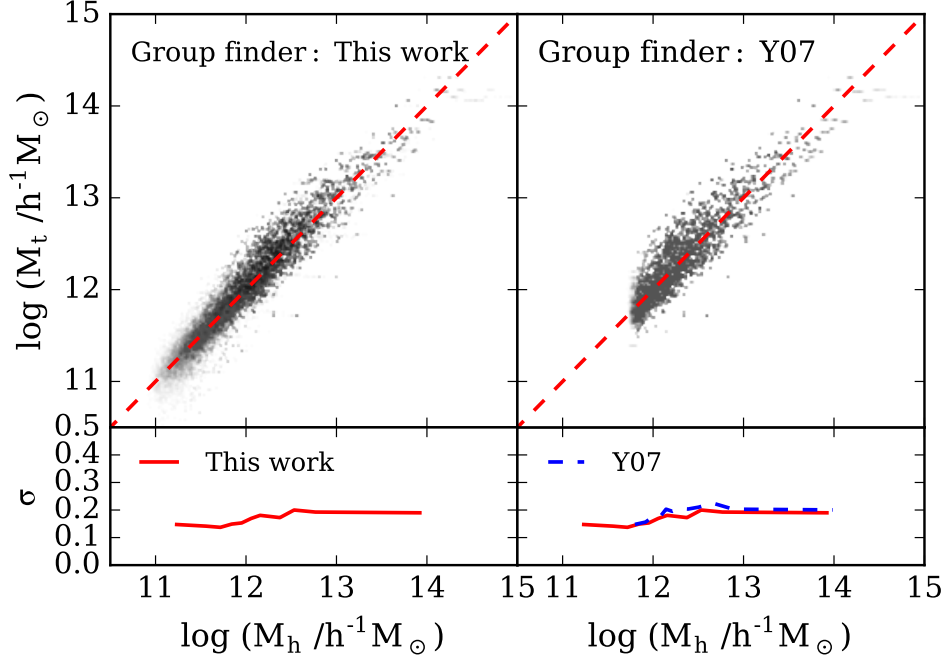 15
Group finder : This work
Group finder : Y07
14
13
12
11
log (M_t /h^-1 M_⊙)
0.5
0.4
0.3
0.2
0.1
0.0
σ
This work
Y07
11 12 13 14 15 11 12 13 14 15
log (M_h /h^-1 M_⊙) log (M_h /h^-1 M_⊙)